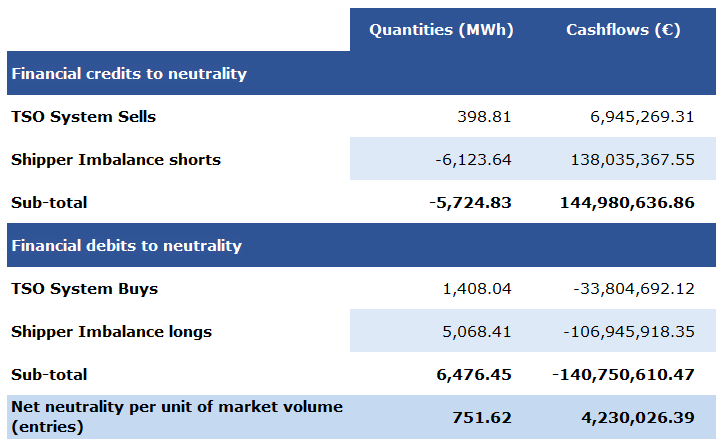 Quantities (MWh) Cashflows (€)
Financial credits to neutrality
TSO System Sells 398.81 6,945,269.31
Shipper Imbalance shorts -6,123.64 138,035,367.55
Sub-total -5,724.83 144,980,636.86
Financial debits to neutrality
TSO System Buys 1,408.04 -33,804,692.12
Shipper Imbalance longs 5,068.41 -106,945,918.35
Sub-total 6,476.45 -140,750,610.47
Net neutrality per unit of market volume
(entries) 751.62 4,230,026.39